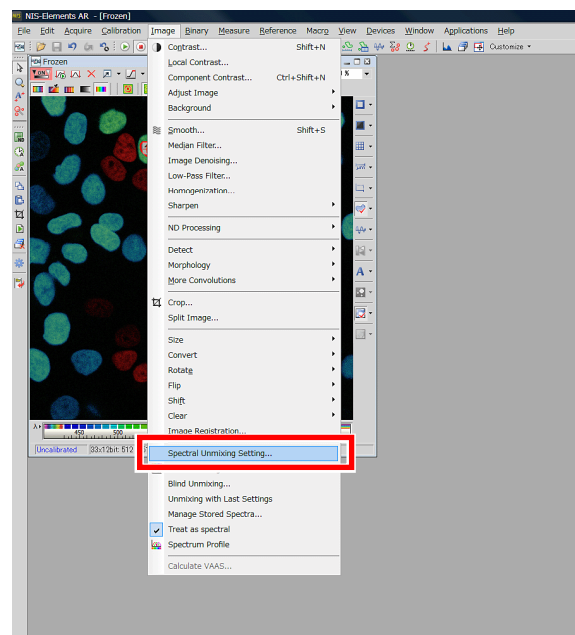 NIS-Elements AR - [Frozen]
File Edit Acquire Calibration Image Binary Measure Reference Macro View Devices Window Applications Help
Customize
Frozen
Contrast... Shift+N
Local Contrast...
Component Contrast... Ctrl+Shift+N
Adjust Image
Background
Smooth... Shift+S
Median Filter...
Image Denoising...
Low-Pass Filter...
Homogenization...
Sharpen
ND Processing
Detect
Morphology
More Convolutions
Crop...
Split Image...
Size
Convert
Rotate
Flip
Shift
Clear
Image Registration...
Spectral Unmixing Setting...
Blind Unmixing...
Unmixing with Last Settings
Manage Stored Spectra...
Treat as spectral
Spectrum Profile
Calculate VAAS...
λ
450 500
Uncalibrated 33x12bit: 512